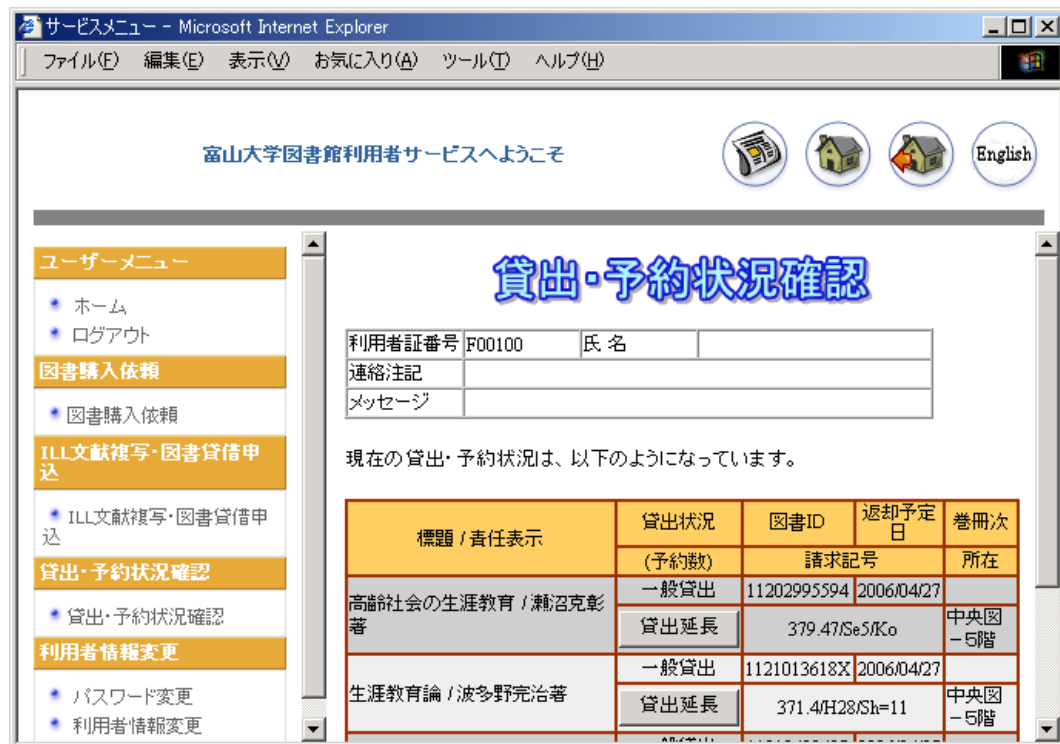 サービスメニュー - Microsoft Internet Explorer
ファイル(F) 編集(E) 表示(V) お気に入り(A) ツール(T) ヘルプ(H)
富山大学図書館利用者サービスへようこそ
English
ユーザーメニュー
ホーム
ログアウト
図書購入依頼
図書購入依頼
ILL文献複写・図書貸借申
込
ILL文献複写・図書貸借申
込
貸出・予約状況確認
貸出・予約状況確認
利用者情報変更
パスワード変更
利用者情報変更
貸出・予約状況確認
利用者証番号 F00100 氏 名
連絡注記
メッセージ
現在の貸出・予約状況は、以下のようになっています。
標題 / 責任表示
貸出状況 図書ID 返却予定
日 巻冊次
(予約数) 請求記号 所在
高齢社会の生涯教育 / 瀬沼克彰
著
一般貸出 11202995594 2006/04/27
貸出延長 379.47/Se5/Ko 中央図
-5階
生涯教育論 / 波多野完治著
一般貸出 1121013618X 2006/04/27
貸出延長 371.4/H28/Sh=11 中央図
-5階